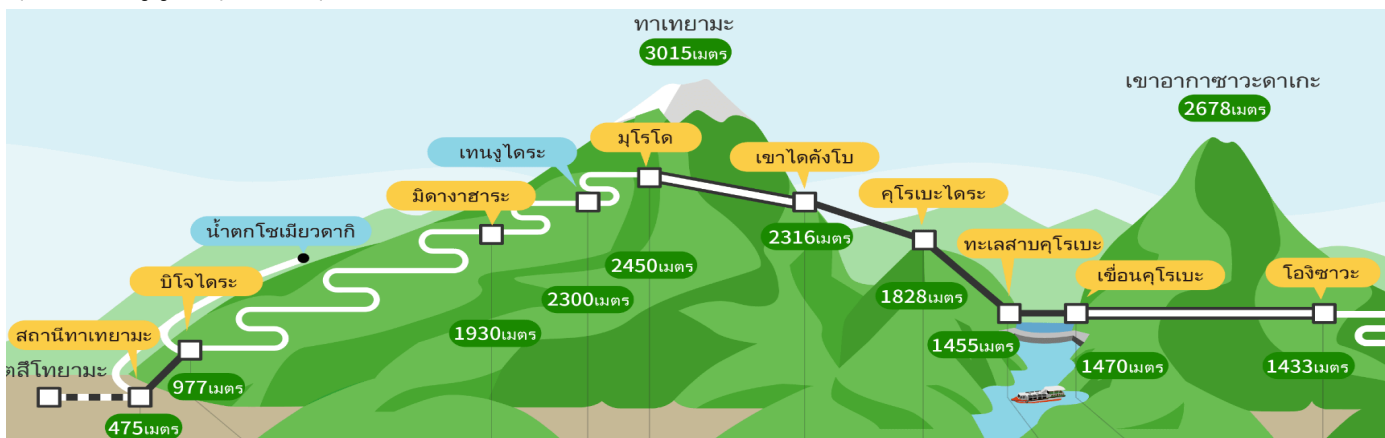 ทาเทยามะ
3015เมตร
เขาอากาซาวะดาเกะ
2678เมตร
มุโรโด
เทนงูไดระ
เขาไดคังโบ
มิดางาฮาระ
คุโรเบะไดระ
น้ำตกโชเมียวดากิ
ทะเลสาบคุโรเบะ
2316เมตร
บิโจไดระ
2450เมตร
เขื่อนคุโรเบะ
โองิซาวะ
2300เมตร
1828เมตร
สถานีทาเทยามะ
1930เมตร
1455เมตร
ตสึโทยามะ
977เมตร
1470เมตร
1433เมตร
475เมตร